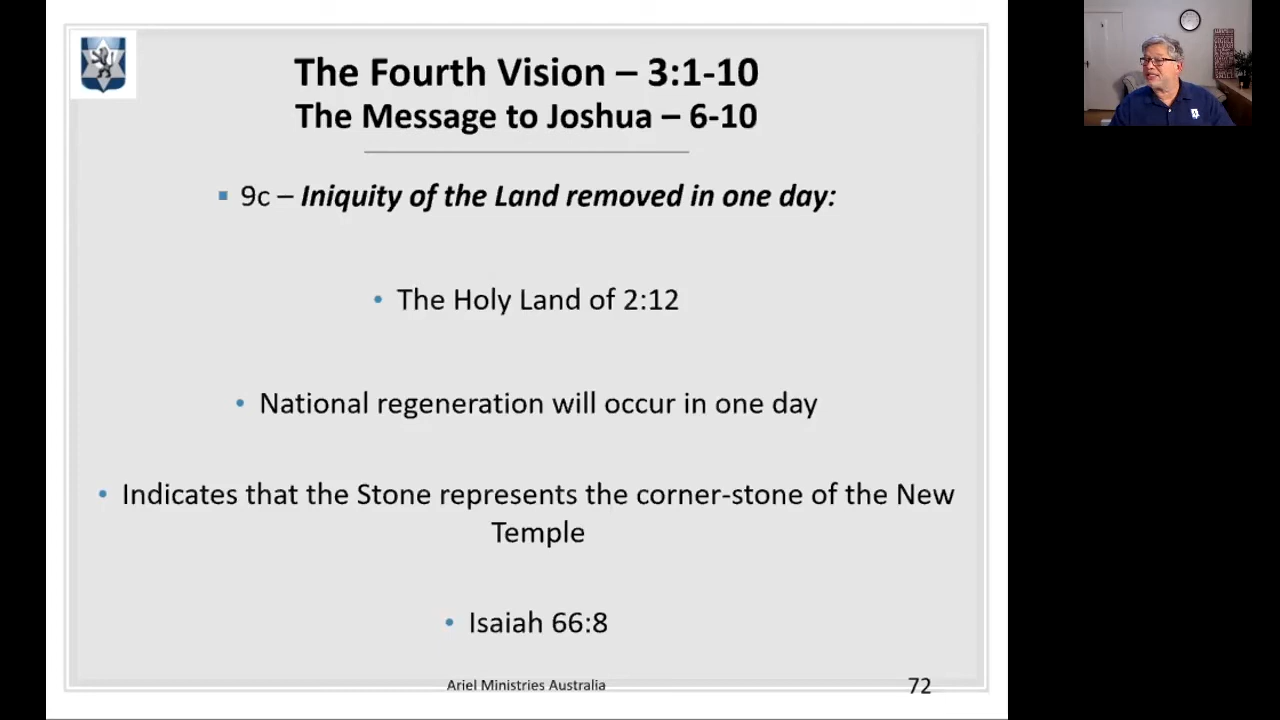 The Fourth Vision – 3:1-10
The Message to Joshua – 6-10
▪ 9c – Iniquity of the Land removed in one day:
• The Holy Land of 2:12
• National regeneration will occur in one day
• Indicates that the Stone represents the corner-stone of the New
Temple
• Isaiah 66:8
Ariel Ministries Australia
72